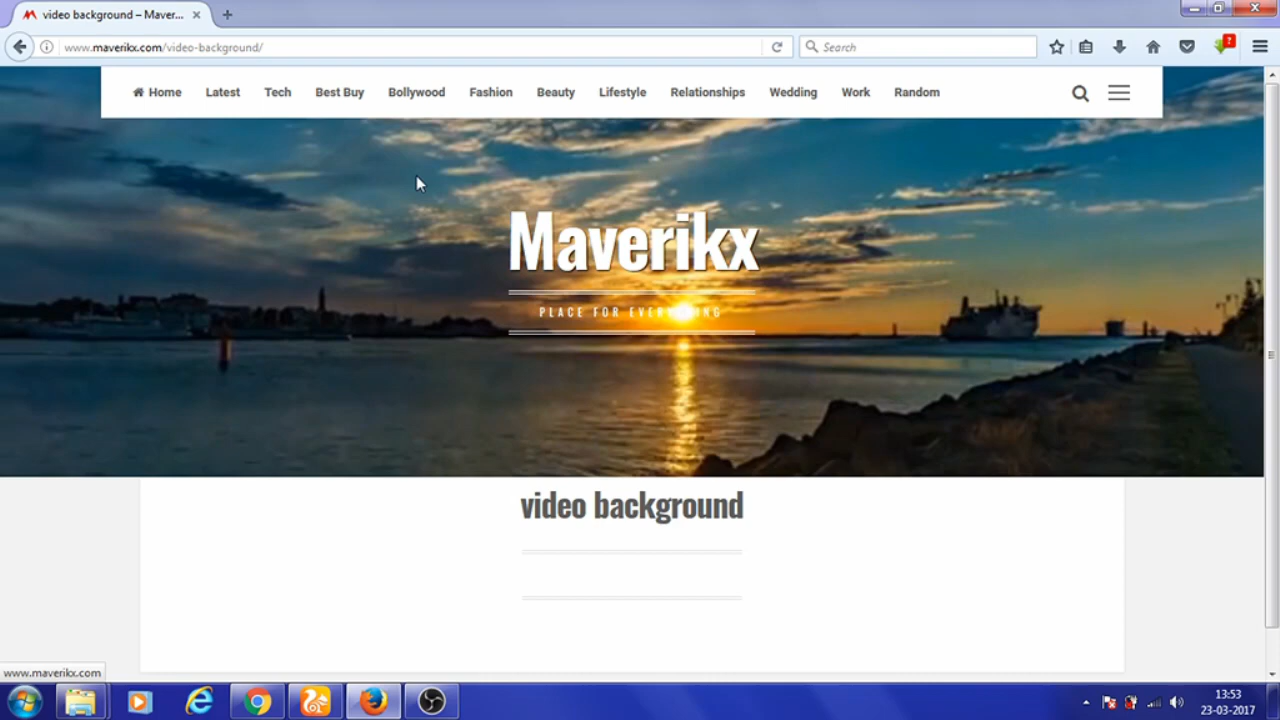 video background – Maver...
www.maverikx.com/video-background/
Search
?
Home Latest Tech Best Buy Bollywood Fashion Beauty Lifestyle Relationships Wedding Work Random
Maverikx
PLACE FOR EVERYTHING
video background
www.maverikx.com
13:53
23-03-2017